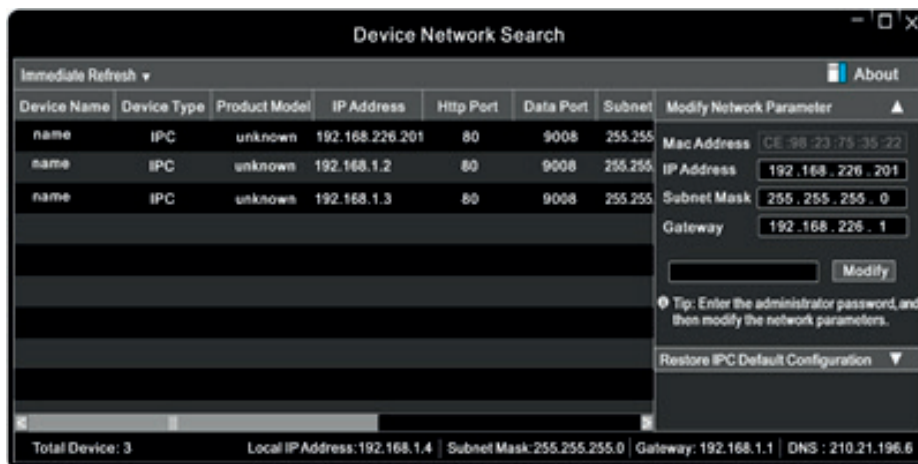 Device Network Search
Immediate Refresh
About
Device Name Device Type Product Model IP Address Http Port Data Port Subnet
name IPC unknown 192.168.226.201 80 9008 255.255
name IPC unknown 192.168.1.2 80 9008 255.255.
name IPC unknown 192.168.1.3 80 9008 255.255
Modify Network Parameter
Mac Address CE :98 :23 :75 :35 :22
IP Address 192 .168 . 226 . 201
Subnet Mask 255 . 255 . 255 . 0
Gateway 192 .168 . 226 . 1
Modify
Tip: Enter the administrator password, and
then modify the network parameters.
Restore IPC Default Configuration
Total Device: 3 Local IP Address:192.168.1.4 Subnet Mask:255.255.255.0 Gateway: 192.168.1.1 DNS : 210.21.196.6